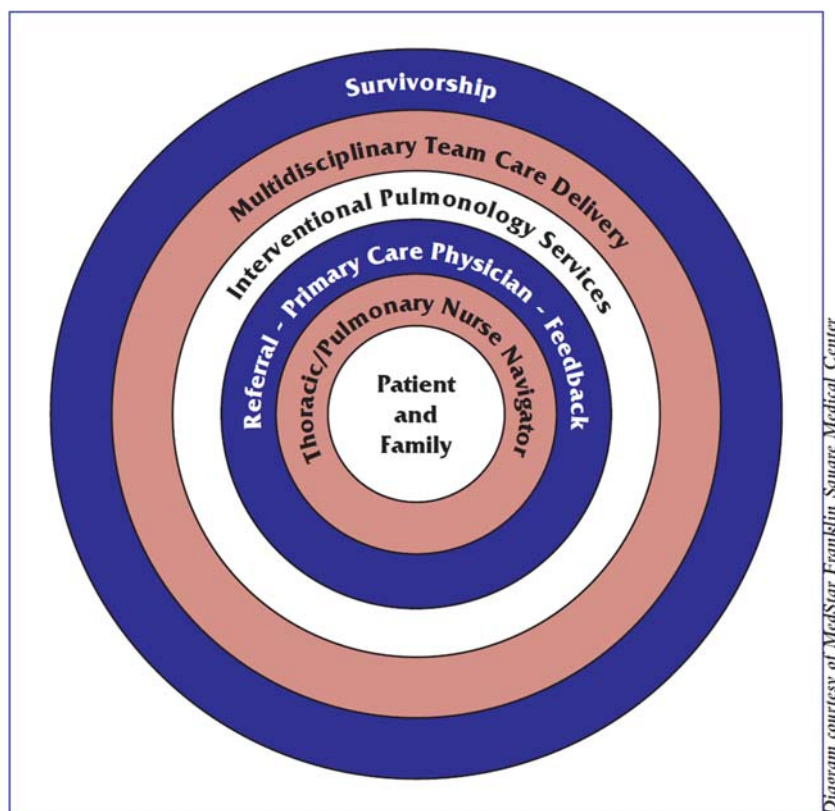 Survivorship
Multidisciplinary Team Care Delivery
Interventional Pulmonology Services
Referral - Primary Care Physician - Feedback
Thoracic/Pulmonary Nurse Navigator
Patient
and
Family
Diagram courtesy of MedStar Franklin Square Medical Center